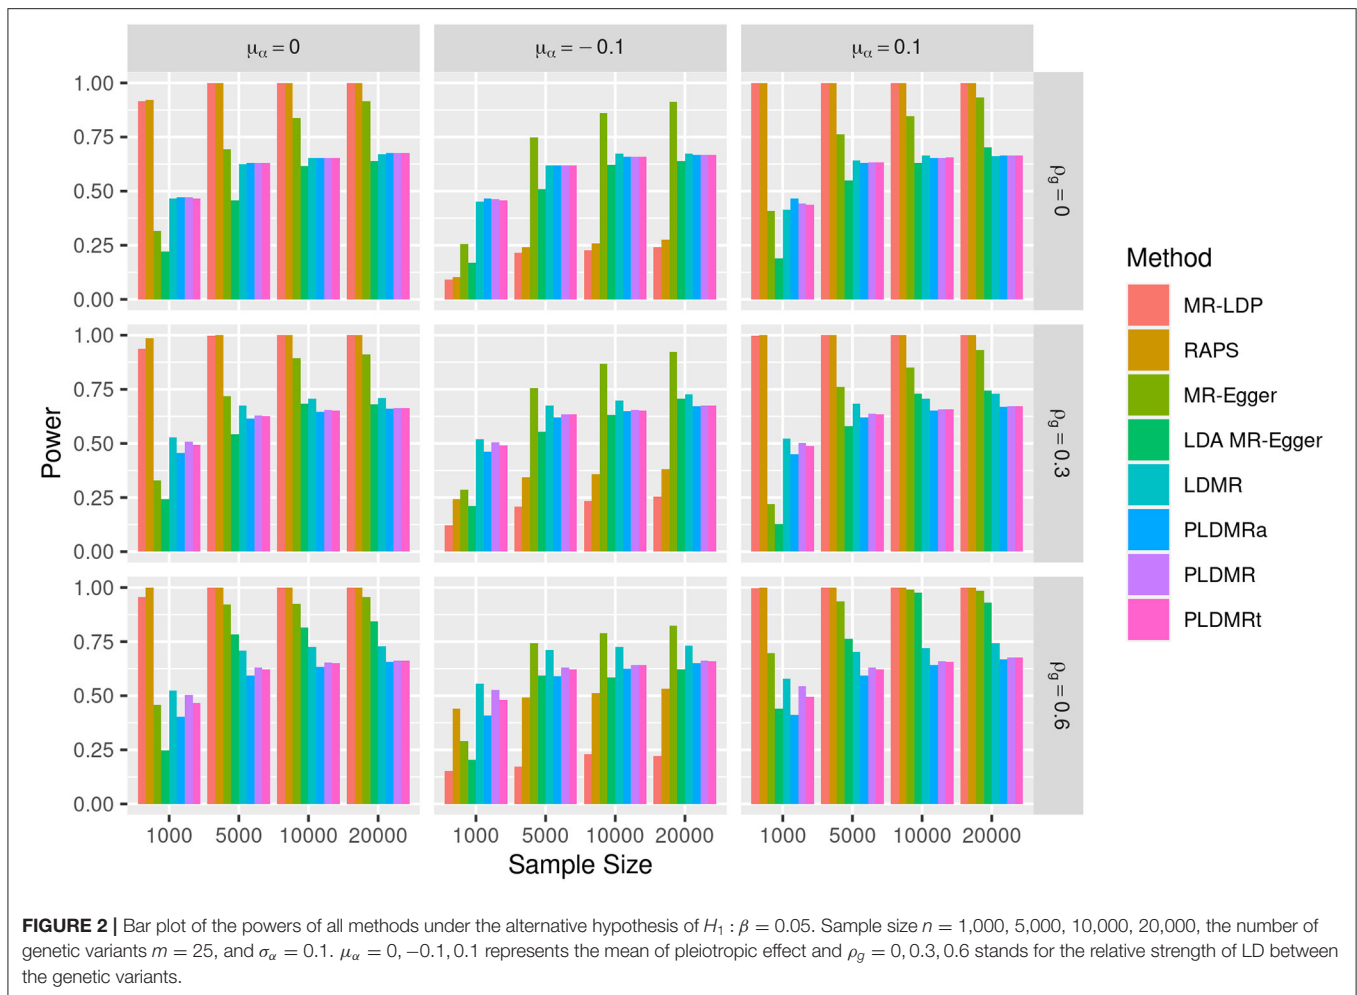 μα = 0
μα = − 0.1
μα = 0.1
1.00
0.75
0.50
0.25
0.00
ρg = 0
1.00
0.75
0.50
0.25
0.00
ρg = 0.3
1.00
0.75
0.50
0.25
0.00
ρg = 0.6
Power
1000 5000 10000 20000
1000 5000 10000 20000
1000 5000 10000 20000
Sample Size
Method
MR-LDP
RAPS
MR-Egger
LDA MR-Egger
LDMR
PLDMRa
PLDMR
PLDMRt
FIGURE 2 | Bar plot of the powers of all methods under the alternative hypothesis of H1 : β = 0.05. Sample size n = 1,000, 5,000, 10,000, 20,000, the number of
genetic variants m = 25, and σα = 0.1. μα = 0, −0.1, 0.1 represents the mean of pleiotropic effect and ρg = 0, 0.3, 0.6 stands for the relative strength of LD between
the genetic variants.